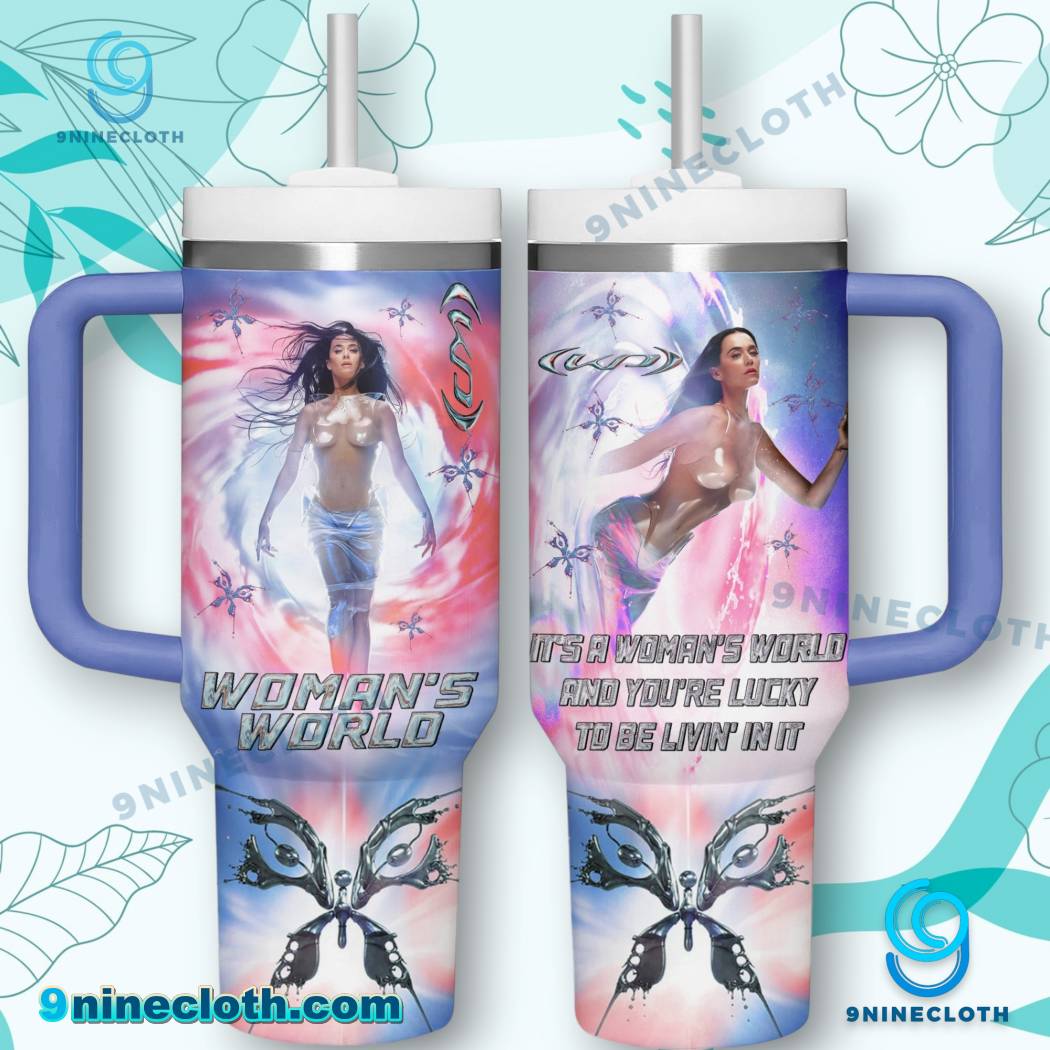 9NINECLOTH
9NINECLOTH
WOMAN'S
WORLD
IT'S A WOMAN'S WORLD
AND YOU'RE LUCKY
TO BE LIVIN' IN IT
9NINECLOTH
9NINECLOTH
9ninecloth.com
9NINECLOTH